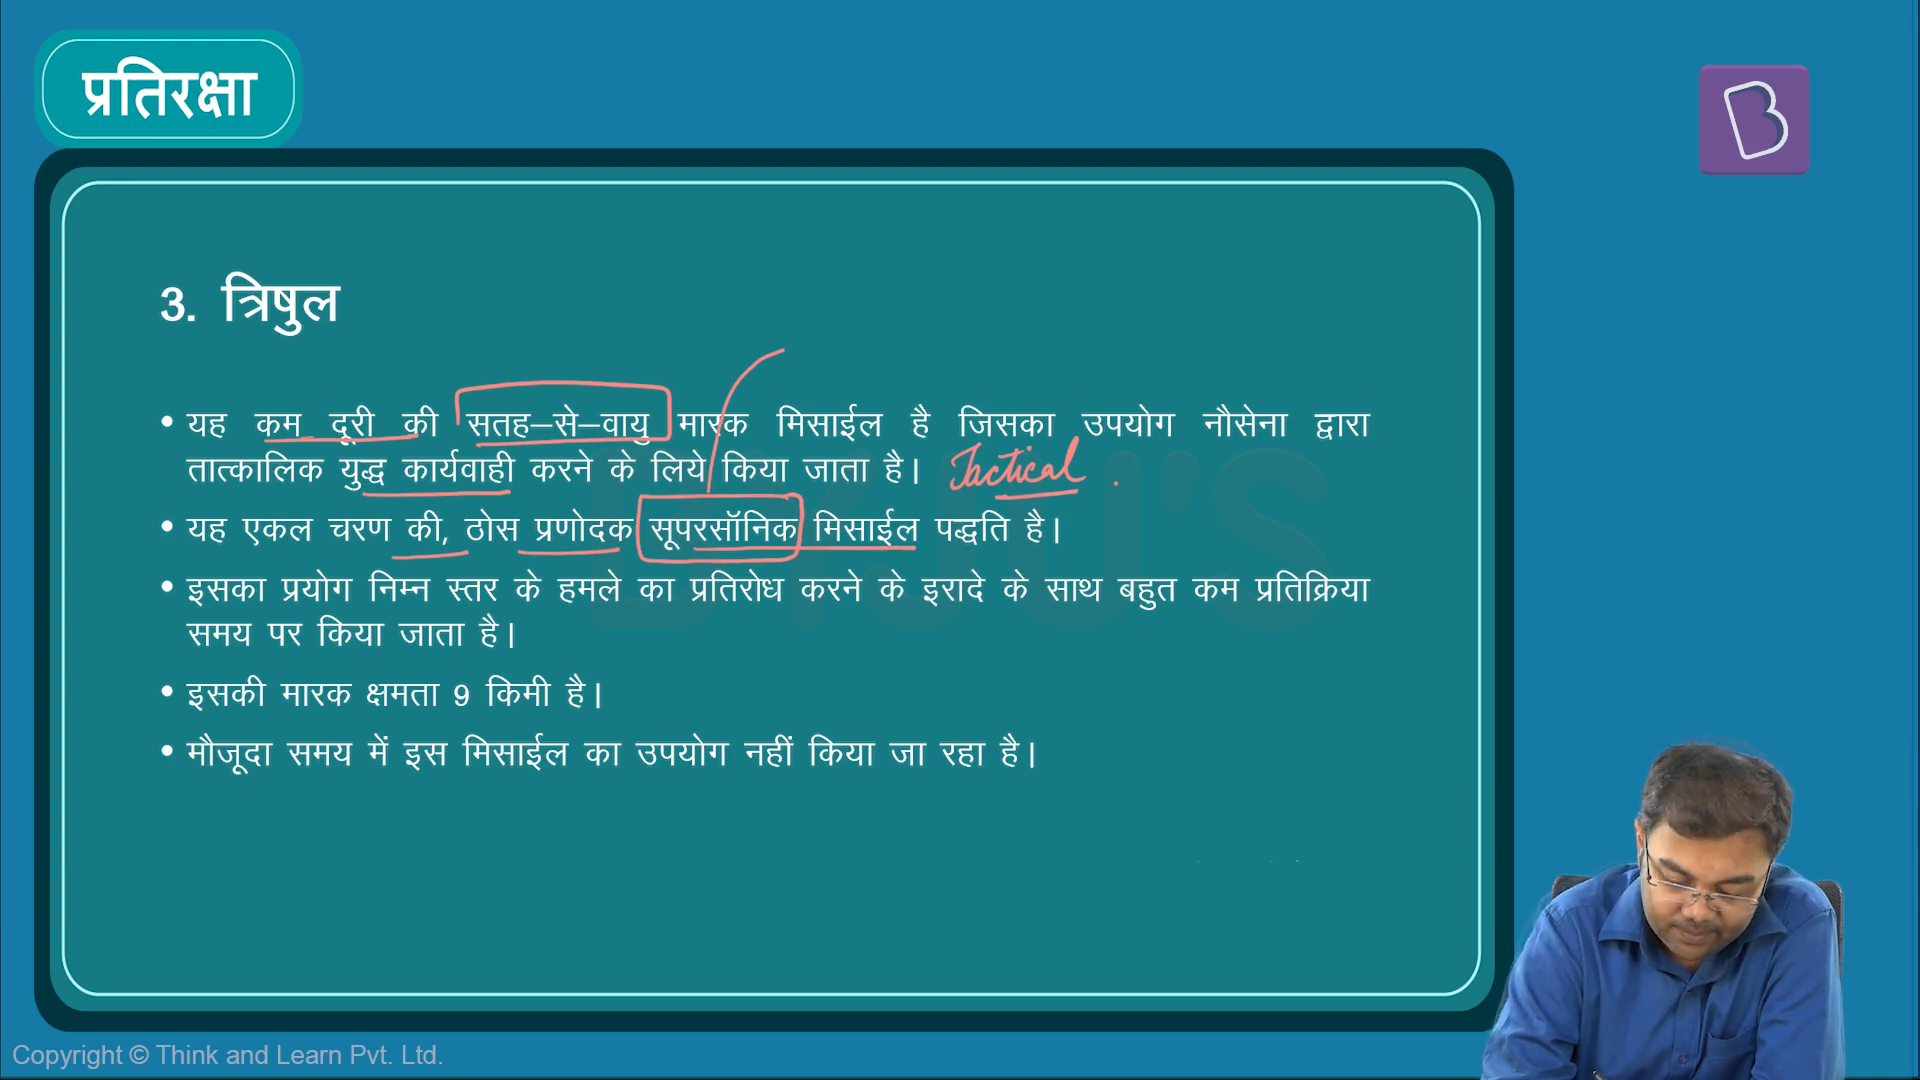 प्रतिरक्षा
B
3. त्रिषुल
• यह कम दूरी की सतह–से–वायु मारक मिसाईल है जिसका उपयोग नौसेना द्वारा
तात्कालिक युद्ध कार्यवाही करने के लिये किया जाता है। Tactical .
• यह एकल चरण की, ठोस प्रणोदक सूपरसॉनिक मिसाईल पद्धति है।
• इसका प्रयोग निम्न स्तर के हमले का प्रतिरोध करने के इरादे के साथ बहुत कम प्रतिक्रिया
समय पर किया जाता है।
• इसकी मारक क्षमता 9 किमी है।
• मौजूदा समय में इस मिसाईल का उपयोग नहीं किया जा रहा है।
BYJU'S
Copyright © Think and Learn Pvt. Ltd.